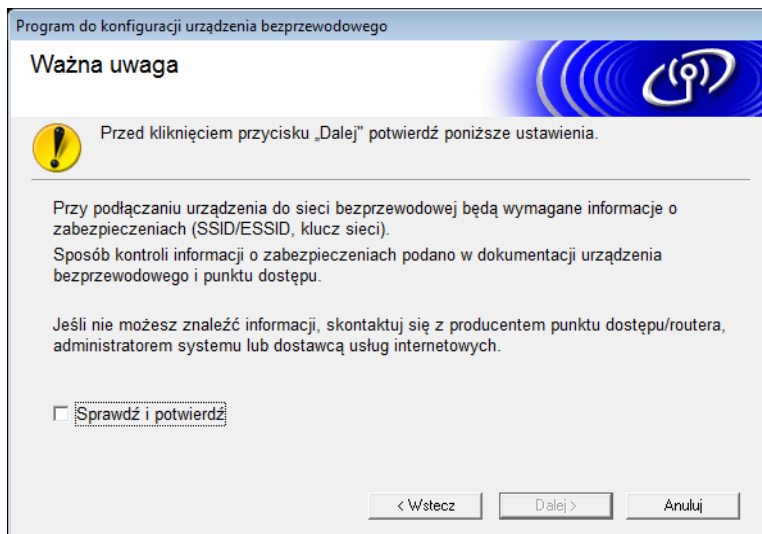 Program do konfiguracji urządzenia bezprzewodowego
Ważna uwaga
Przed kliknięciem przycisku „Dalej" potwierdź poniższe ustawienia.
Przy podłączaniu urządzenia do sieci bezprzewodowej będą wymagane informacje o
zabezpieczeniach (SSID/ESSID, klucz sieci).
Sposób kontroli informacji o zabezpieczeniach podano w dokumentacji urządzenia
bezprzewodowego i punktu dostępu.
Jeśli nie możesz znaleźć informacji, skontaktuj się z producentem punktu dostępu/routera,
administratorem systemu lub dostawcą usług internetowych.
Sprawdź i potwierdź
< Wstecz
Dalej >
Anuluj